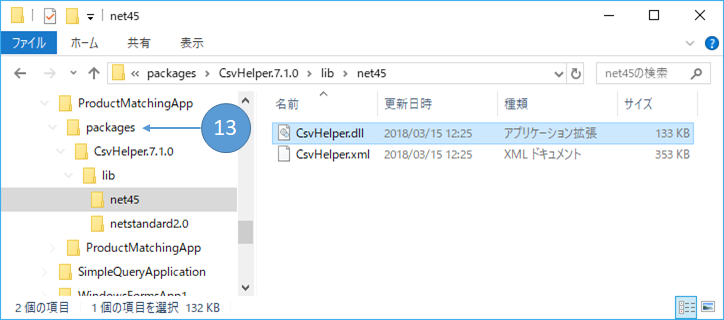 net45
ファイル ホーム 共有 表示
« packages › CsvHelper.7.1.0 › lib › net45
net45の検索
名前 更新日時 種類 サイズ
CsvHelper.dll 2018/03/15 12:25 アプリケーション拡張 133 KB
CsvHelper.xml 2018/03/15 12:25 XML ドキュメント 353 KB
ProductMatchingApp
packages
13
CsvHelper.7.1.0
lib
net45
netstandard2.0
ProductMatchingApp
SimpleQueryApplication
WindowsFormsApp1
2 個の項目 1 個の項目を選択 132 KB